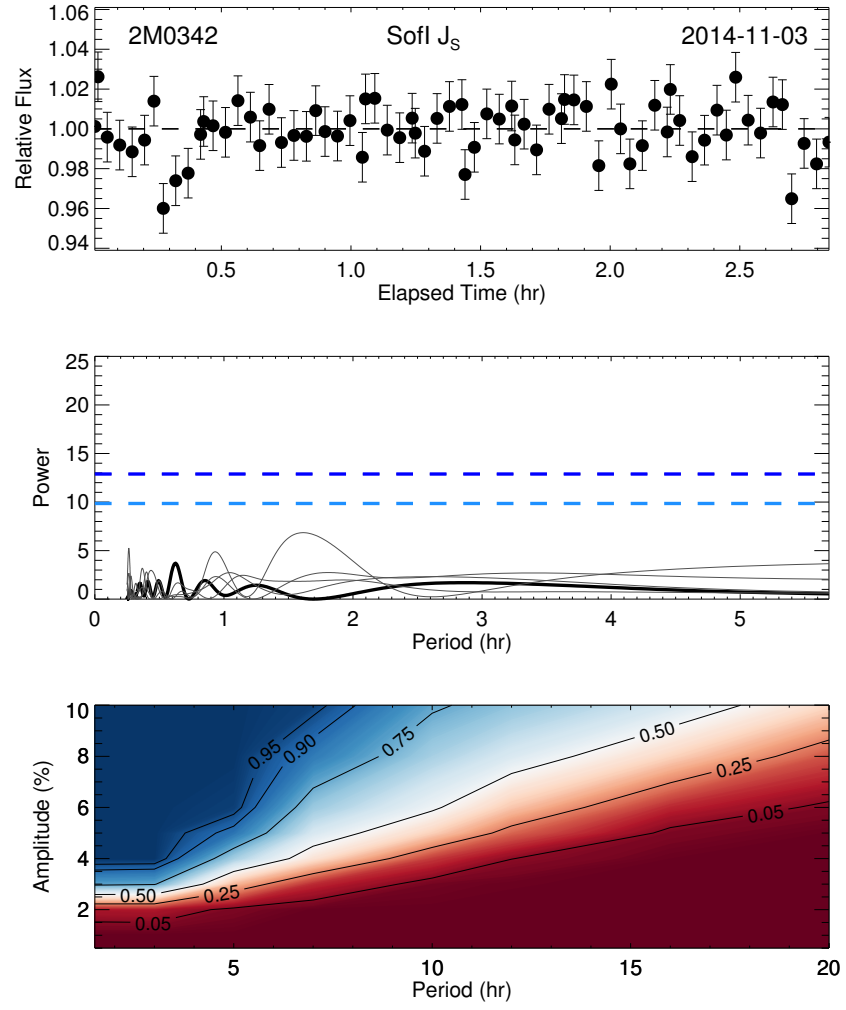 2M0342 SofI J_S 2014-11-03
1.06
1.04
1.02
1.00
0.98
0.96
0.94
Relative Flux
0.5 1.0 1.5 2.0 2.5
Elapsed Time (hr)
25
20
15
10
5
0
Power
0 1 2 3 4 5
Period (hr)
10
8
6
4
2
Amplitude (%)
0.95
0.90
0.75
0.50
0.25
0.05
0.50
0.25
0.05
5 10 15 20
Period (hr)